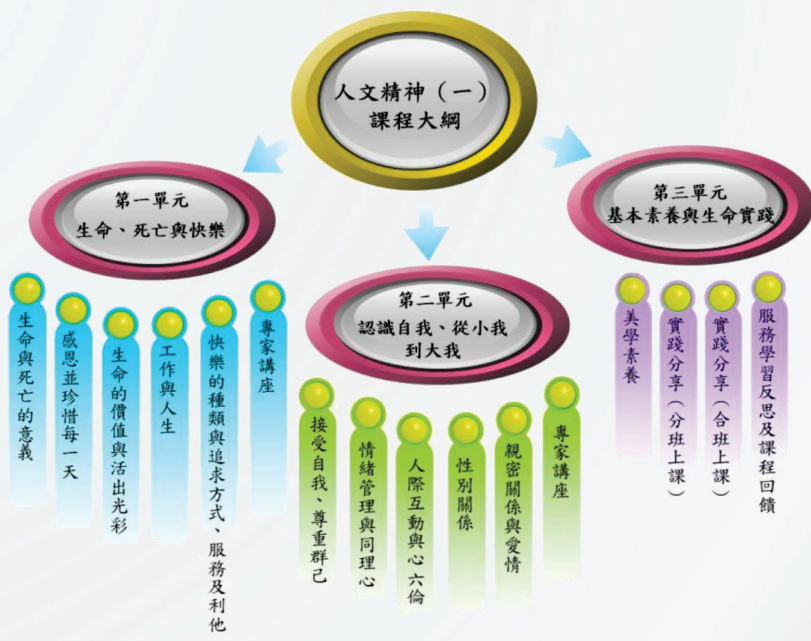 人文精神（一）
課程大綱
第一單元
生命、死亡與快樂
生命與死亡的意義
感恩並珍惜每一天
生命的價值與活出光彩
工作與人生
快樂的種類與追求方式、服務及利他
專家講座
第二單元
認識自我、從小我
到大我
接受自我、尊重群己
情緒管理與同理心
人際互動與心六倫
性別關係
親密關係與愛情
專家講座
第三單元
基本素養與生命實踐
美學素養
實踐分享（分班上課）
實踐分享（合班上課）
服務學習反思及課程回饋